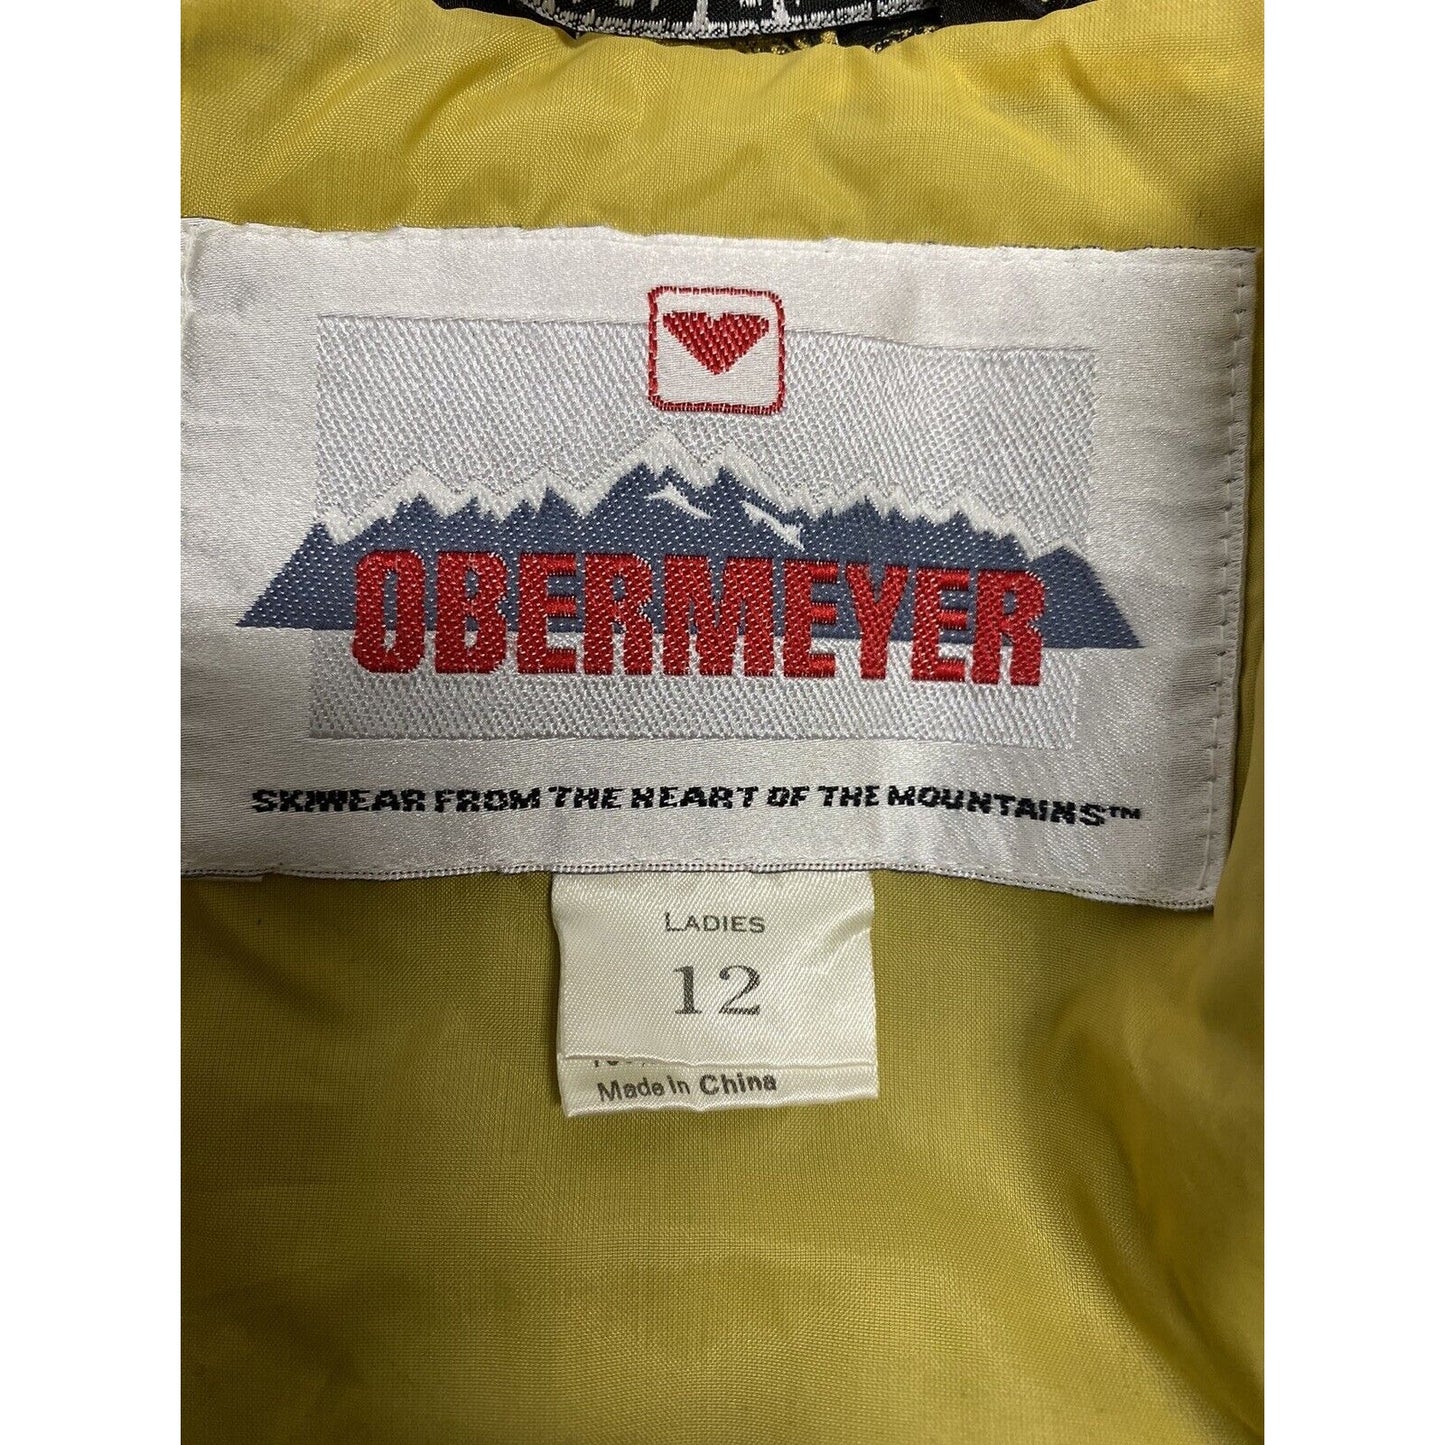 OBERMEYER
SKIWEAR FROM THE HEART OF THE MOUNTAINS™
LADIES
12
Made in China